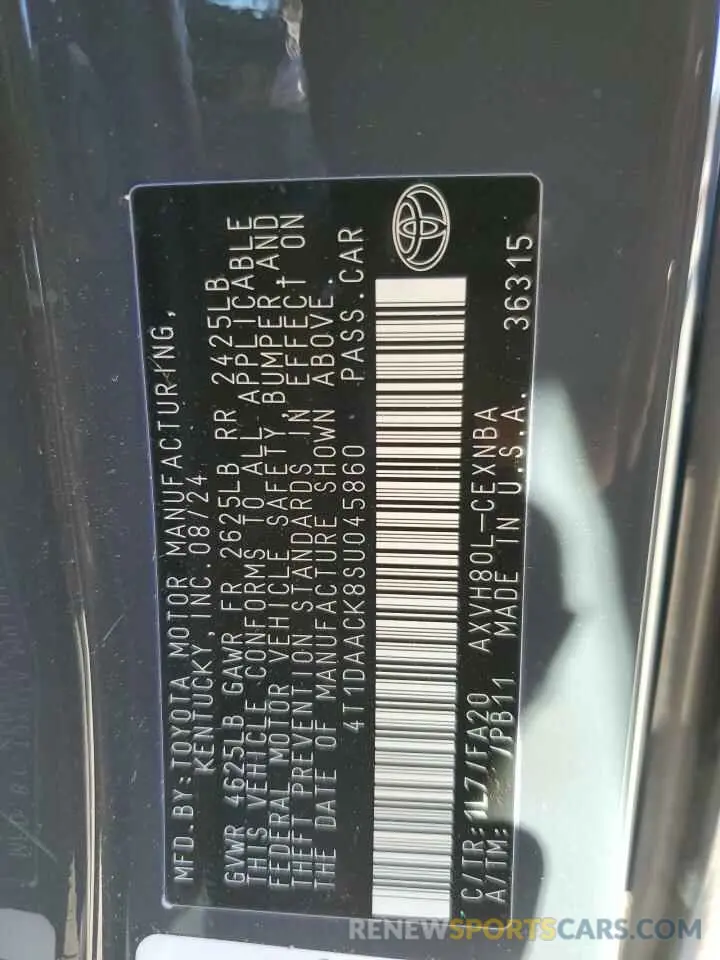 MFD.BY:TOYOTA MOTOR MANUFACTURING,
KENTUCKY,INC.08/24
GVWR 4625LB GAWR FR 2625LB RR 2425LB
THIS VEHICLE CONFORMS TO ALL APPLICABLE
FEDERAL MOTOR VEHICLE SAFETY,BUMPER,AND
THEFT PREVENTION STANDARDS IN EFFECT ON
THE DATE OF MANUFACTURE SHOWN ABOVE.
4T1DAACK8SU045860 PASS.CAR
C/TR:1L7/FA20 AXVH80L-CEXNBA
A/TM: /PB11 MADE IN U.S.A. 36315
RENEWSPORTSCARS.COM